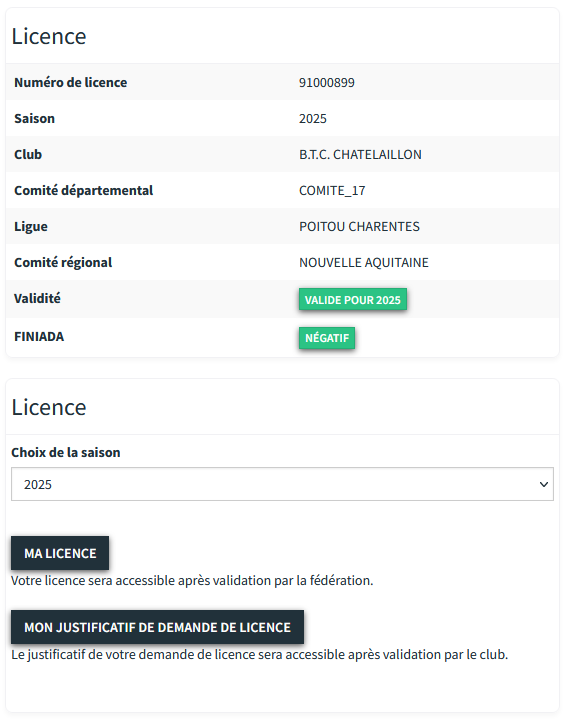 Licence
Numéro de licence 91000899
Saison 2025
Club B.T.C. CHATELAILLON
Comité départemental COMITE_17
Ligue POITOU CHARENTES
Comité régional NOUVELLE AQUITAINE
Validité VALIDE POUR 2025
FINIADA NÉGATIF
Licence
Choix de la saison
2025
MA LICENCE
Votre licence sera accessible après validation par la fédération.
MON JUSTIFICATIF DE DEMANDE DE LICENCE
Le justificatif de votre demande de licence sera accessible après validation par le club.